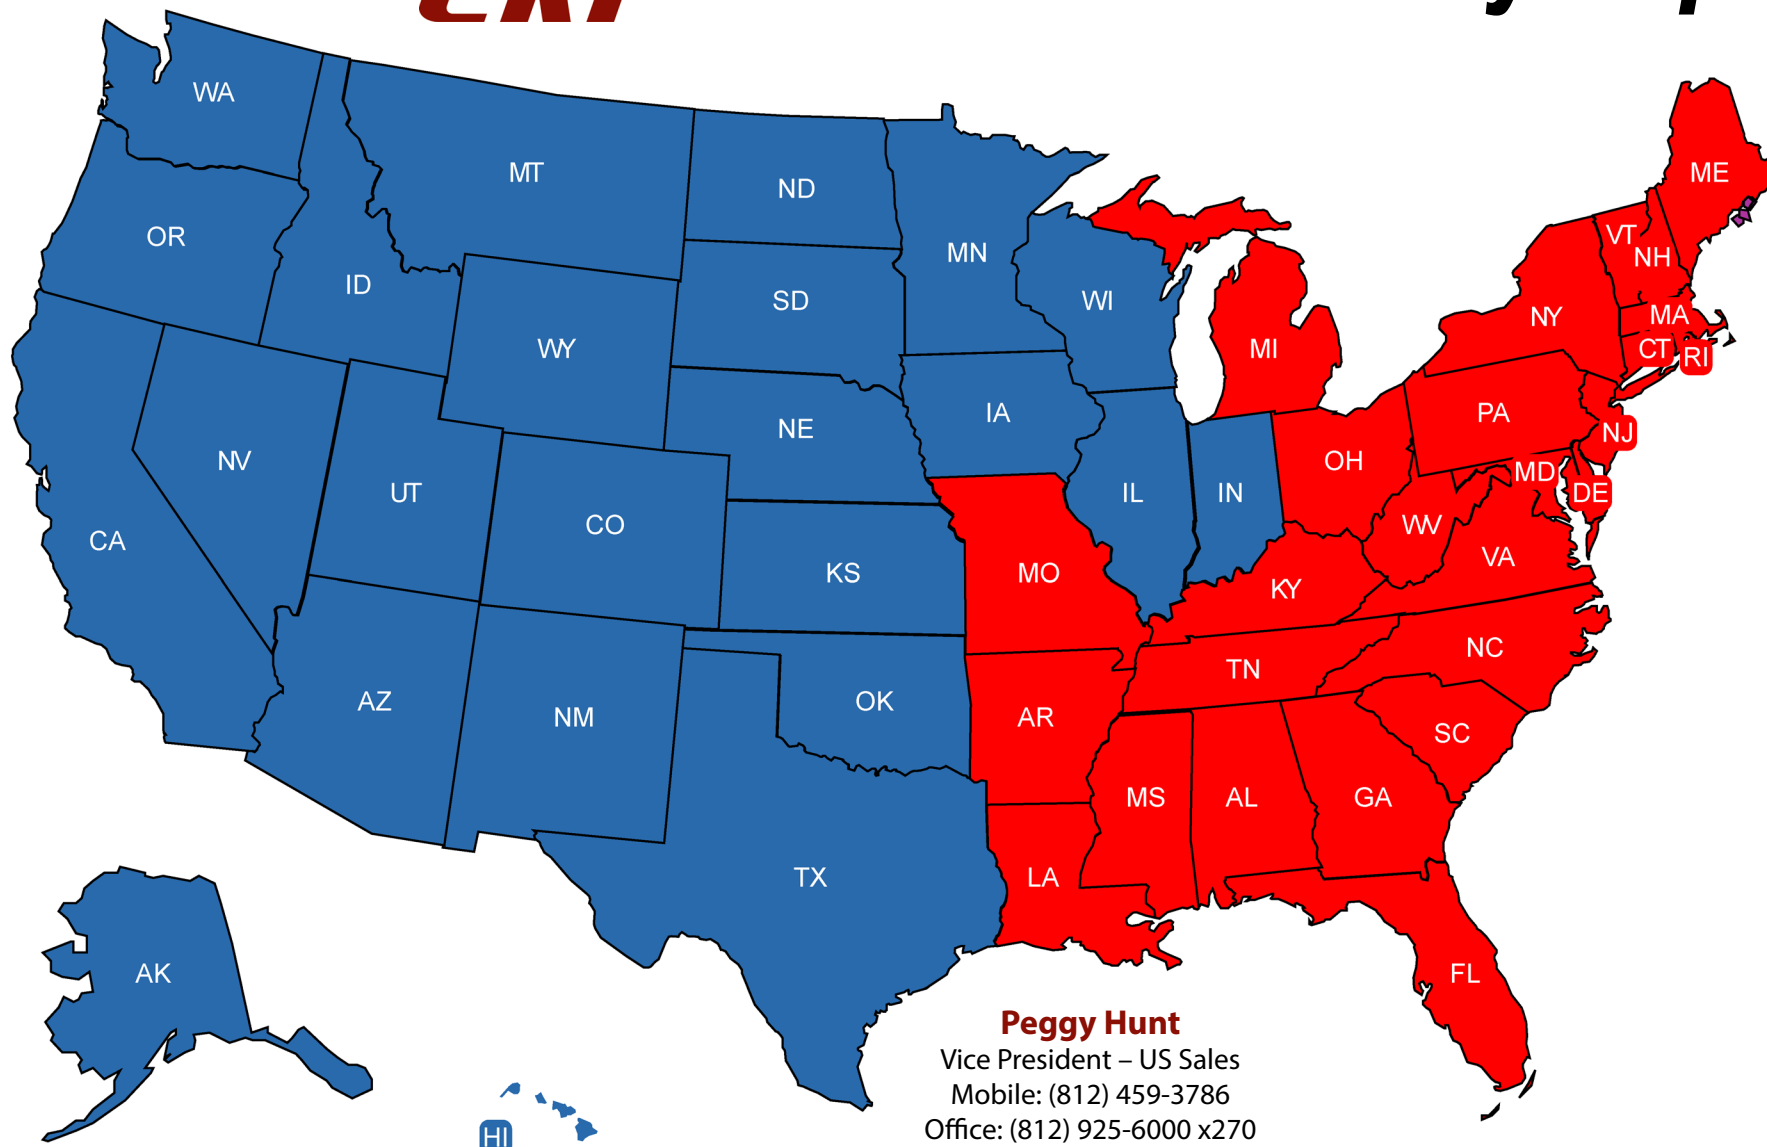 WA
MT
ND
ME
OR
MN
VT
NH
ID
SD
WI
NY
MA
WY
MI
CT
RI
IA
PA
NE
NJ
NV
OH
MD
UT
IL
IN
DE
CO
WV
CA
VA
KS
MO
KY
NC
TN
AZ
OK
NM
AR
SC
MS
AL
GA
TX
LA
AK
FL
Peggy Hunt
Vice President – US Sales
Mobile: (812) 459-3786
Office: (812) 925-6000 x270
HI